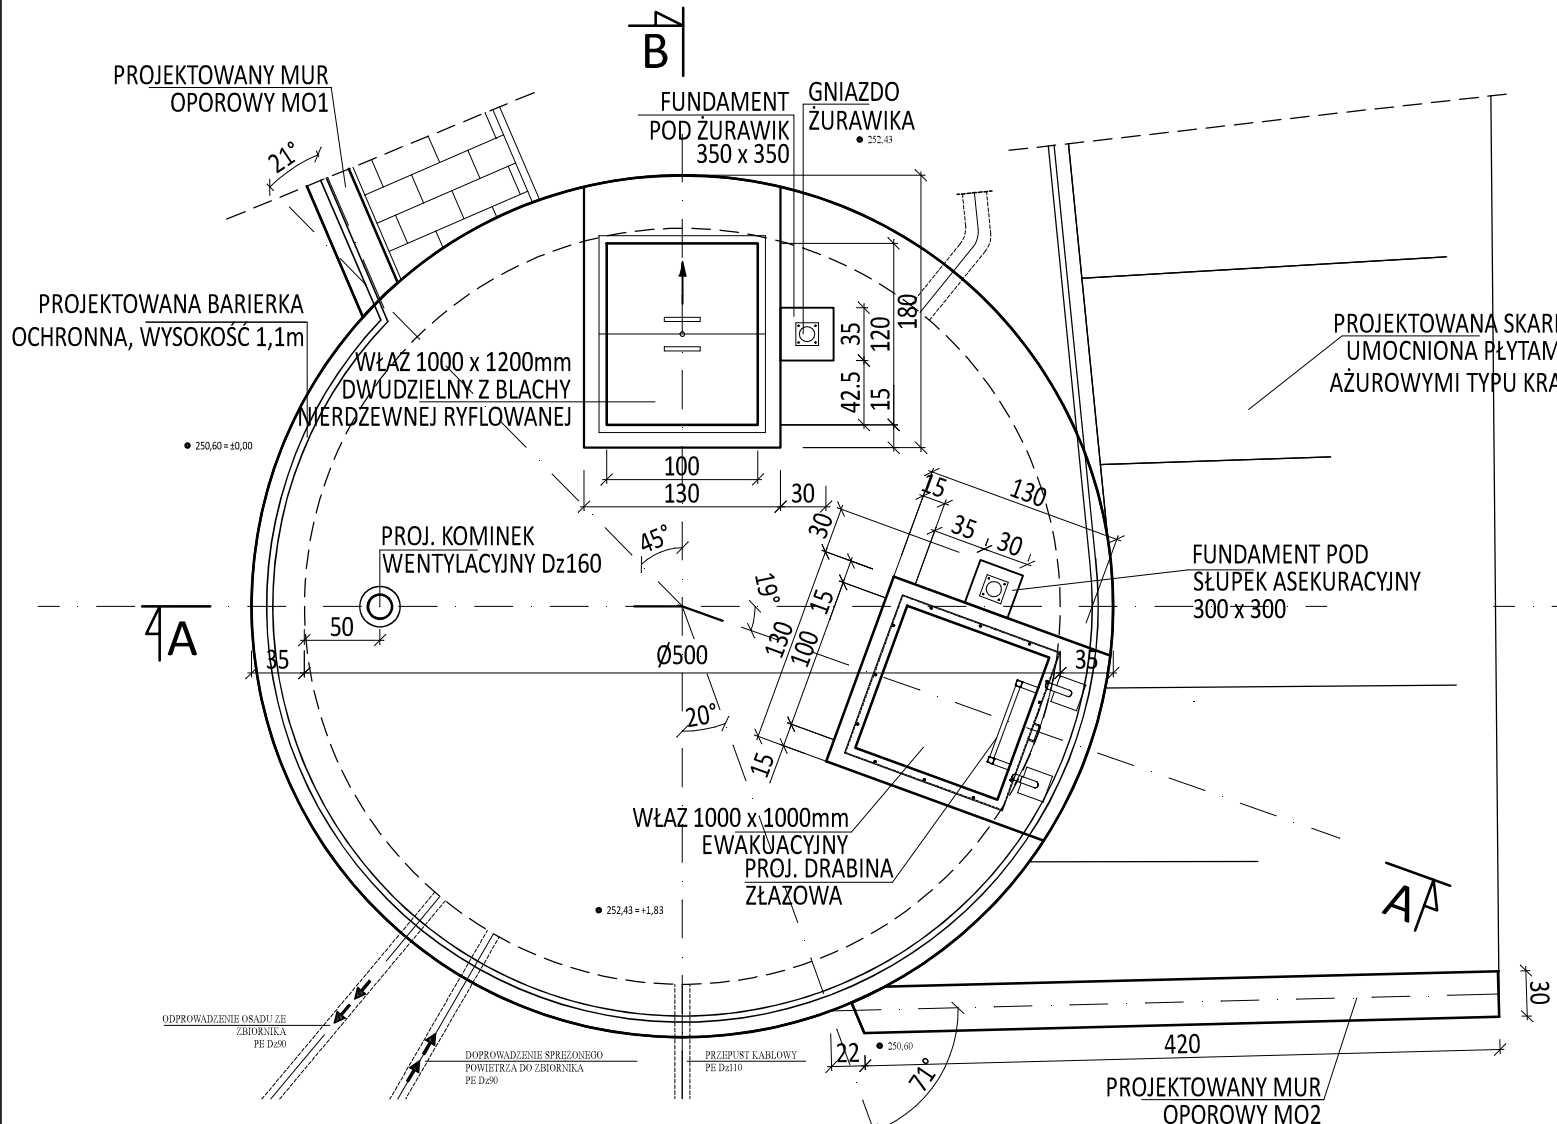 B
PROJEKTOWANY MUR
OPOROWY MO1
21°
FUNDAMENT
POD ŻURAWIK
350 x 350
GNIAZDO
ŻURAWIKA
252,43
PROJEKTOWANA BARIERKA
OCHRONNA, WYSOKOŚĆ 1,1m
250,60 = ±0,00
WŁAZ 1000 x 1200mm
DWUDZIELNY Z BLACHY
NIERDZEWNEJ RYFLOWANEJ
35
120
180
42.5
15
100
130
30
PROJEKTOWANA SKAR
UMOCNIONA PŁYTAM
AŻUROWYMI TYPU KRA
PROJ. KOMINEK
WENTYLACYJNY Dz160
45°
19°
15
130
35
30
30
15
130
100
15
FUNDAMENT POD
SŁUPEK ASEKURACYJNY
300 x 300
A
50
35
Ø500
35
20°
WŁAZ 1000 x 1000mm
EWAKUACYJNY
PROJ. DRABINA
ZŁAZOWA
252,43 = +1,83
A
ODPROWADZENIE OSADU ZE
ZBIORNIKA
PE Dz90
DOPROWADZENIE SPRĘŻONEGO
POWIETRZA DO ZBIORNIKA
PE Dz90
PRZEPUST KABLOWY
PE Dz110
22
250,60
71°
420
30
PROJEKTOWANY MUR
OPOROWY MO2